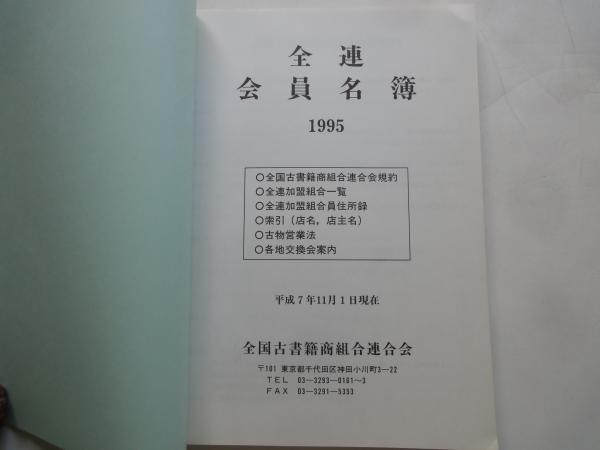 全連
会員名簿
1995
○全国古書籍商組合連合会規約
○全連加盟組合一覧
○全連加盟組合員住所録
○索引（店名，店主名）
○古物営業法
○各地交換会案内
平成７年11月１日現在
全国古書籍商組合連合会
〒101 東京都千代田区神田小川町3―22
ＴＥＬ 03―3293―0161～3
ＦＡＸ 03―3291―5353